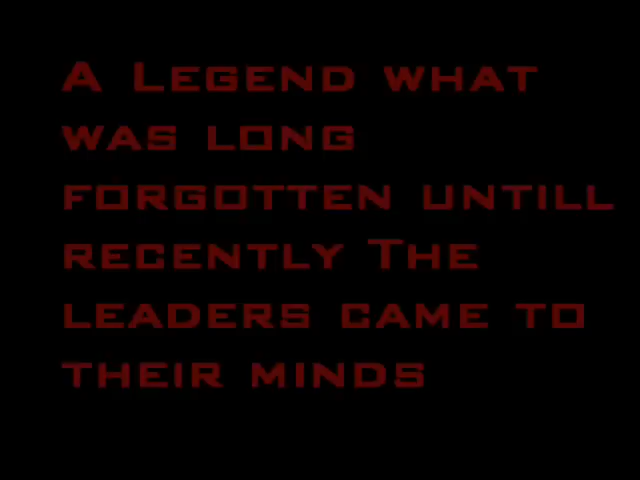 A Legend what
was long
forgotten untill
recently The
leaders came to
their minds